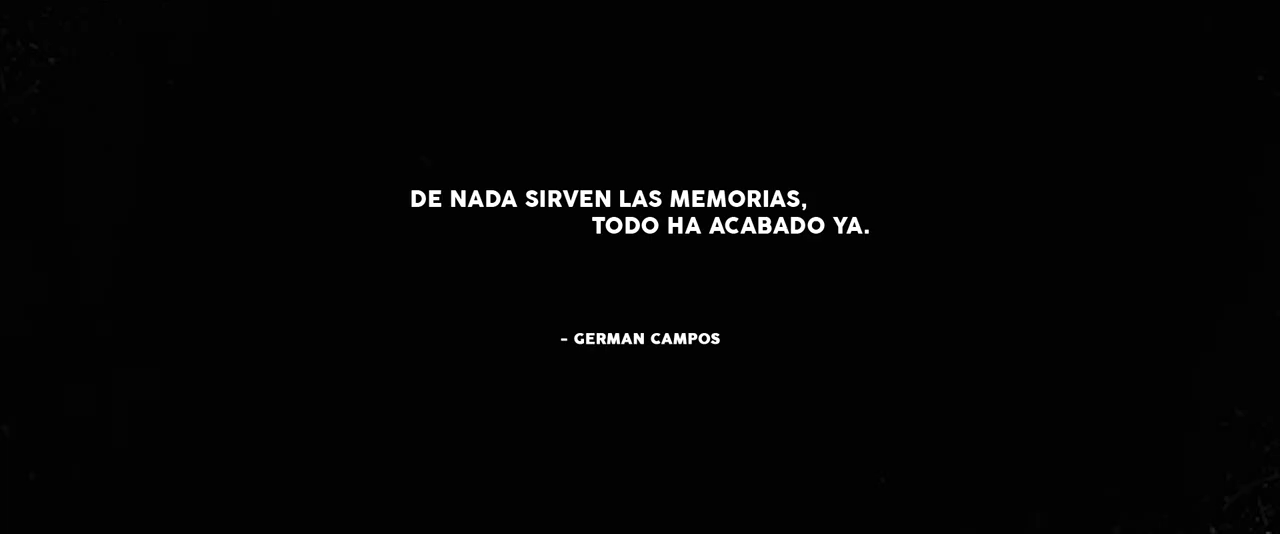 DE NADA SIRVEN LAS MEMORIAS,
TODO HA ACABADO YA.
- GERMAN CAMPOS